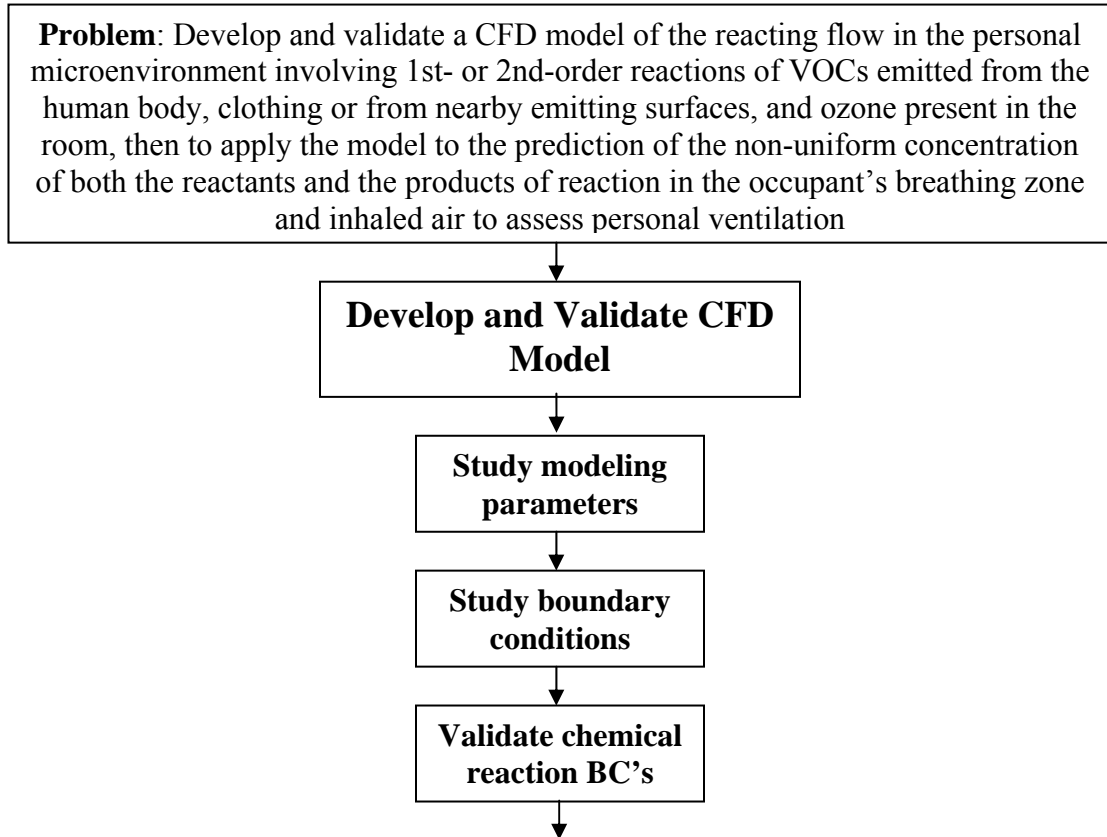 Problem: Develop and validate a CFD model of the reacting flow in the personal
microenvironment involving 1st- or 2nd-order reactions of VOCs emitted from the
human body, clothing or from nearby emitting surfaces, and ozone present in the
room, then to apply the model to the prediction of the non-uniform concentration
of both the reactants and the products of reaction in the occupant’s breathing zone
and inhaled air to assess personal ventilation
Develop and Validate CFD
Model
Study modeling
parameters
Study boundary
conditions
Validate chemical
reaction BC’s